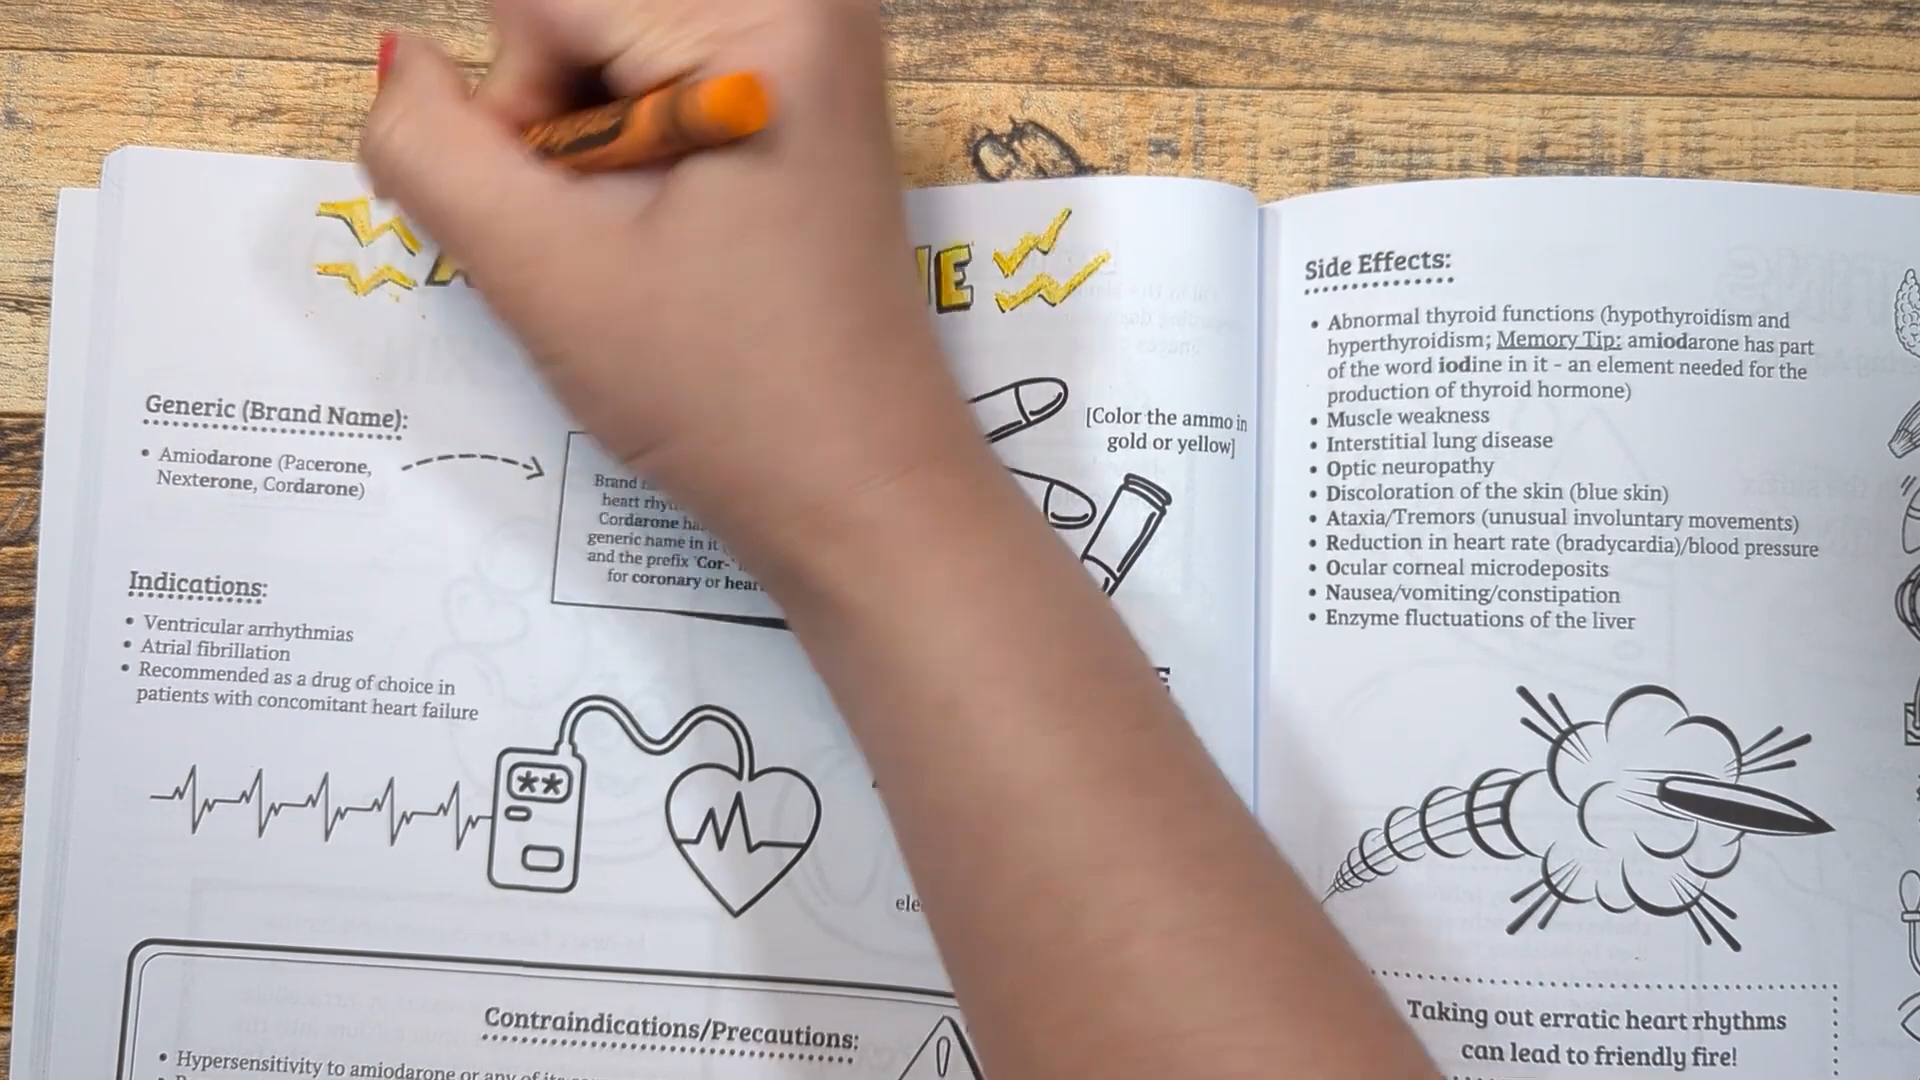 NE
Generic (Brand Name):
• Amiodarone (Pacerone,
Nexterone, Cordarone)
Brand
heart
Cordarone
generic name in it
and the prefix 'Cor-'
for coronary or
[Color the ammo in
gold or yellow]
Indications:
• Ventricular arrhythmias
• Atrial fibrillation
• Recommended as a drug of choice in
patients with concomitant heart failure
**
Contraindications/Precautions:
• Hypersensitivity to amiodarone or any of its
Side Effects:
• Abnormal thyroid functions (hypothyroidism and
hyperthyroidism; Memory Tip: amiodarone has part
of the word iodine in it - an element needed for the
production of thyroid hormone)
• Muscle weakness
• Interstitial lung disease
• Optic neuropathy
• Discoloration of the skin (blue skin)
• Ataxia/Tremors (unusual involuntary movements)
• Reduction in heart rate (bradycardia)/blood pressure
• Ocular corneal microdeposits
• Nausea/vomiting/constipation
• Enzyme fluctuations of the liver
Taking out erratic heart rhythms
can lead to friendly fire!